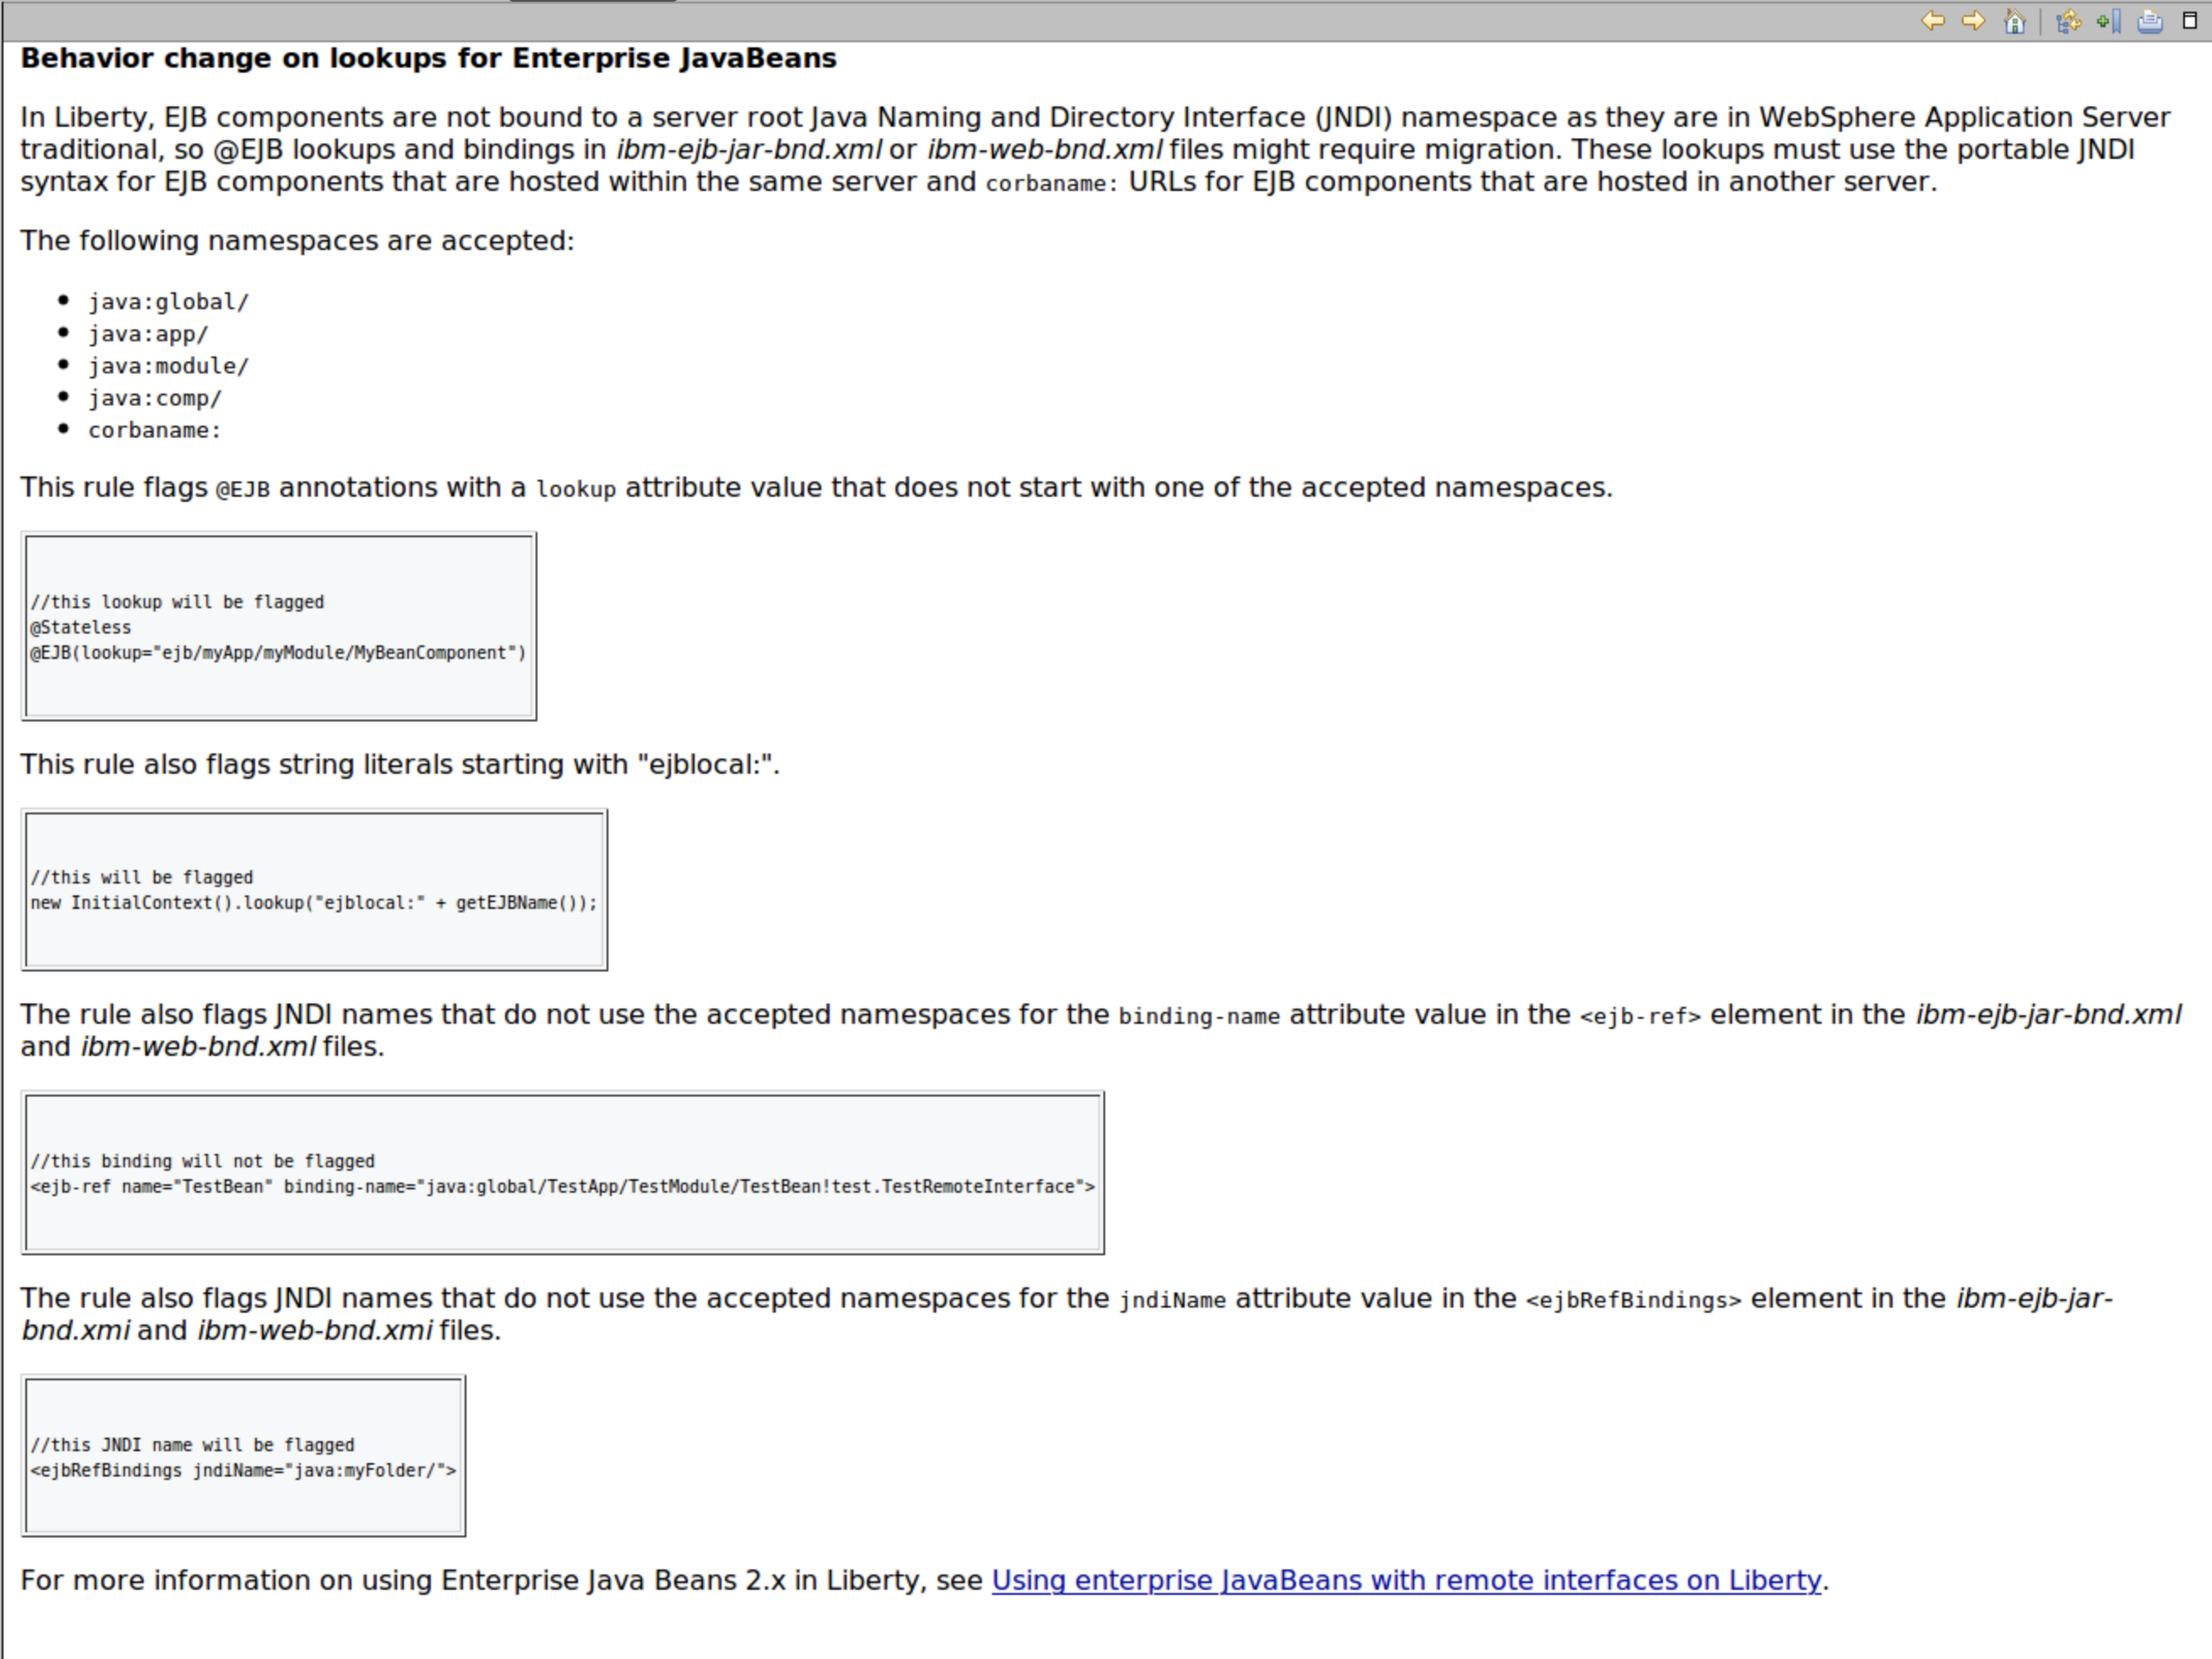 Behavior change on lookups for Enterprise JavaBeans
In Liberty, EJB components are not bound to a server root Java Naming and Directory Interface (JNDI) namespace as they are in WebSphere Application Server
traditional, so @EJB lookups and bindings in ibm-ejb-jar-bnd.xml or ibm-web-bnd.xml files might require migration. These lookups must use the portable JNDI
syntax for EJB components that are hosted within the same server and corbaname: URLs for EJB components that are hosted in another server.
The following namespaces are accepted:
• java:global/
• java:app/
• java:module/
• java:comp/
• corbaname:
This rule flags @EJB annotations with a lookup attribute value that does not start with one of the accepted namespaces.
//this lookup will be flagged
@Stateless
@EJB(lookup="ejb/myApp/myModule/MyBeanComponent")
This rule also flags string literals starting with "ejblocal:".
//this will be flagged
new InitialContext().lookup("ejblocal:" + getEJBName());
The rule also flags JNDI names that do not use the accepted namespaces for the binding-name attribute value in the <ejb-ref> element in the ibm-ejb-jar-bnd.xml
and ibm-web-bnd.xml files.
//this binding will not be flagged
<ejb-ref name="TestBean" binding-name="java:global/TestApp/TestModule/TestBean!test.TestRemoteInterface">
The rule also flags JNDI names that do not use the accepted namespaces for the jndiName attribute value in the <ejbRefBindings> element in the ibm-ejb-jar-
bnd.xmi and ibm-web-bnd.xmi files.
//this JNDI name will be flagged
<ejbRefBindings jndiName="java:myFolder/">
For more information on using Enterprise Java Beans 2.x in Liberty, see Using enterprise JavaBeans with remote interfaces on Liberty.